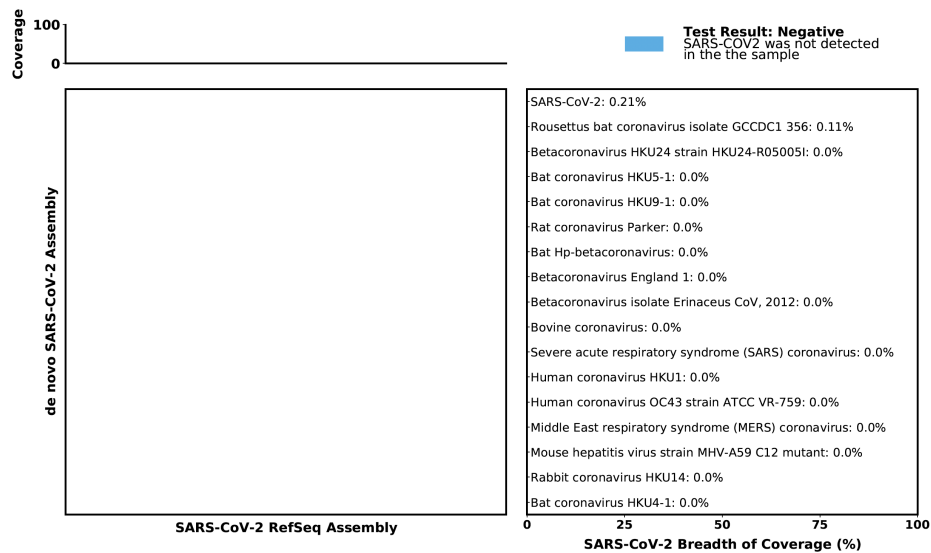 Coverage
100
0
Test Result: Negative
SARS-COV2 was not detected
in the the sample
de novo SARS-CoV-2 Assembly
SARS-CoV-2 RefSeq Assembly
SARS-CoV-2: 0.21%
Rousettus bat coronavirus isolate GCCDC1 356: 0.11%
Betacoronavirus HKU24 strain HKU24-R05005I: 0.0%
Bat coronavirus HKU5-1: 0.0%
Bat coronavirus HKU9-1: 0.0%
Rat coronavirus Parker: 0.0%
Bat Hp-betacoronavirus: 0.0%
Betacoronavirus England 1: 0.0%
Betacoronavirus isolate Erinaceus CoV, 2012: 0.0%
Bovine coronavirus: 0.0%
Severe acute respiratory syndrome (SARS) coronavirus: 0.0%
Human coronavirus HKU1: 0.0%
Human coronavirus OC43 strain ATCC VR-759: 0.0%
Middle East respiratory syndrome (MERS) coronavirus: 0.0%
Mouse hepatitis virus strain MHV-A59 C12 mutant: 0.0%
Rabbit coronavirus HKU14: 0.0%
Bat coronavirus HKU4-1: 0.0%
0 25 50 75 100
SARS-CoV-2 Breadth of Coverage (%)